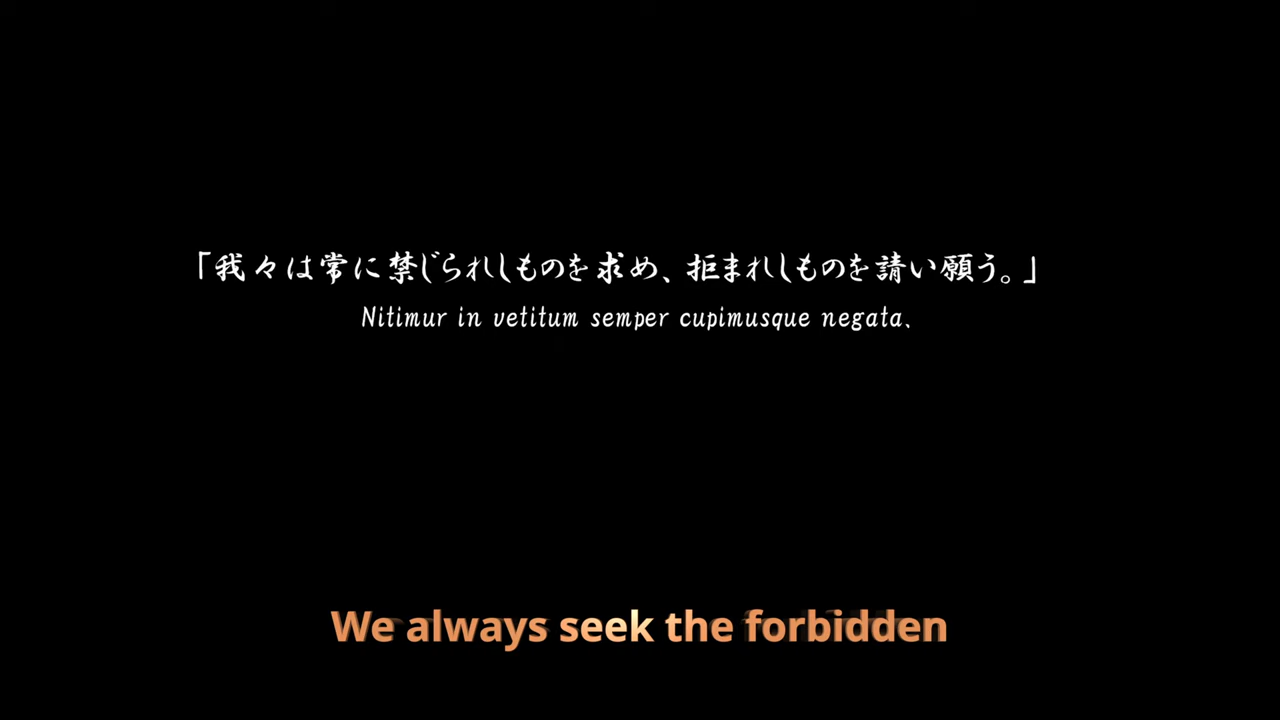 「我々は常に禁じられしものを求め、拒まれしものを請い願う。」
Nitimur in vetitum semper cupimusque negata.
We always seek the forbidden